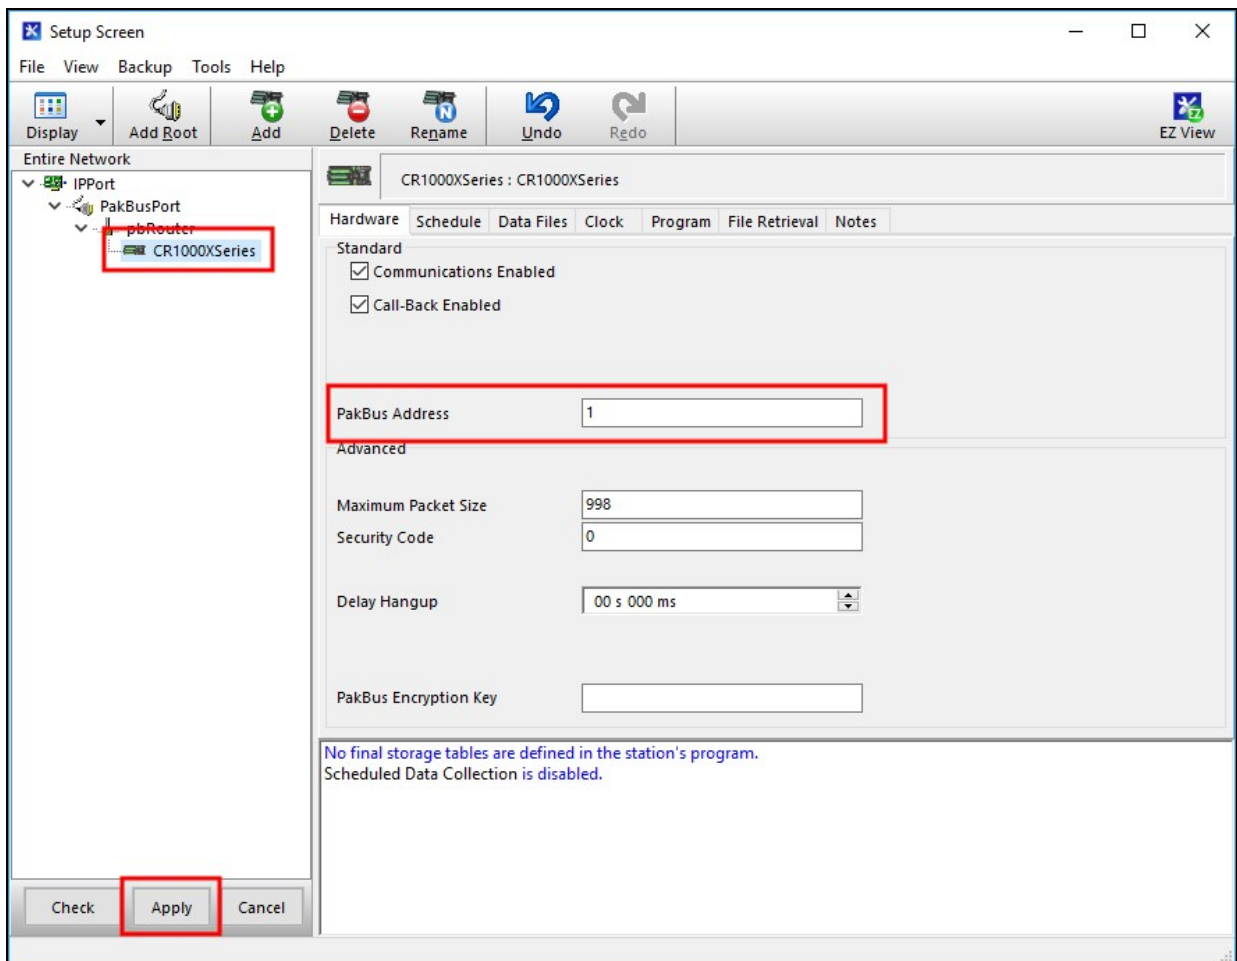 Setup Screen
File View Backup Tools Help
Display Add Root Add Delete Rename Undo Redo EZ View
Entire Network
IPPort
PakBusPort
pbRouter
CR1000XSeries
CR1000XSeries : CR1000XSeries
Hardware Schedule Data Files Clock Program File Retrieval Notes
Standard
Communications Enabled
Call-Back Enabled
PakBus Address 1
Advanced
Maximum Packet Size 998
Security Code 0
Delay Hangup 00 s 000 ms
PakBus Encryption Key
No final storage tables are defined in the station's program.
Scheduled Data Collection is disabled.
Check Apply Cancel